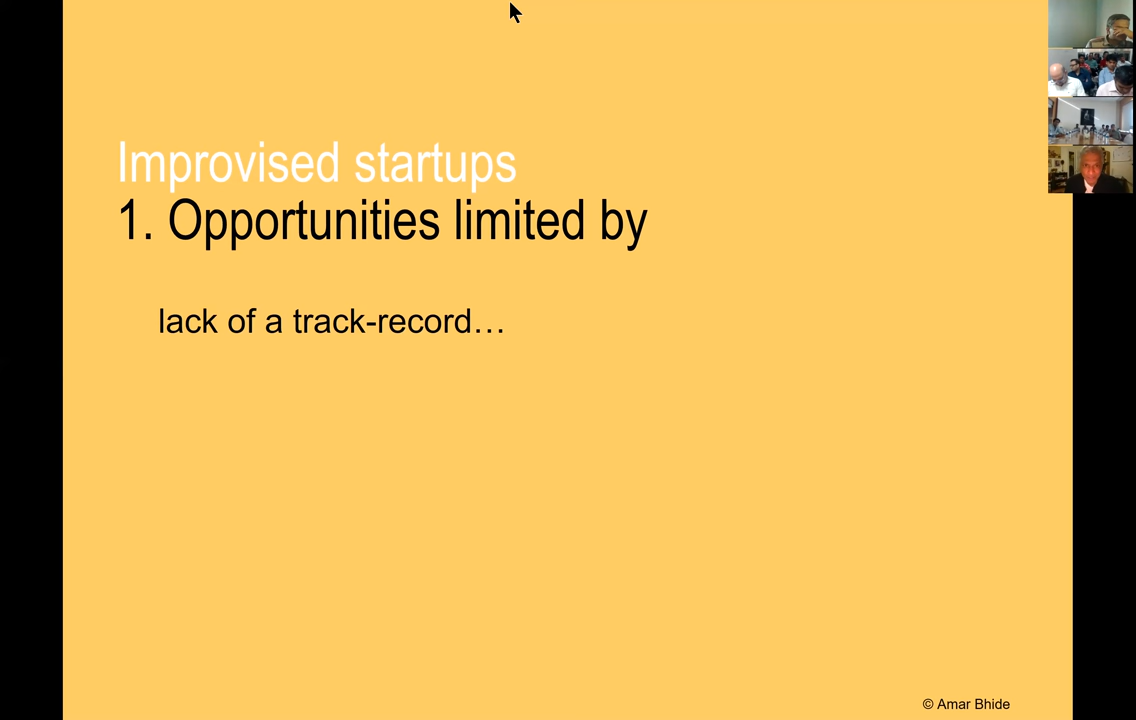 Improvised startups
1. Opportunities limited by
lack of a track-record…
© Amar Bhide